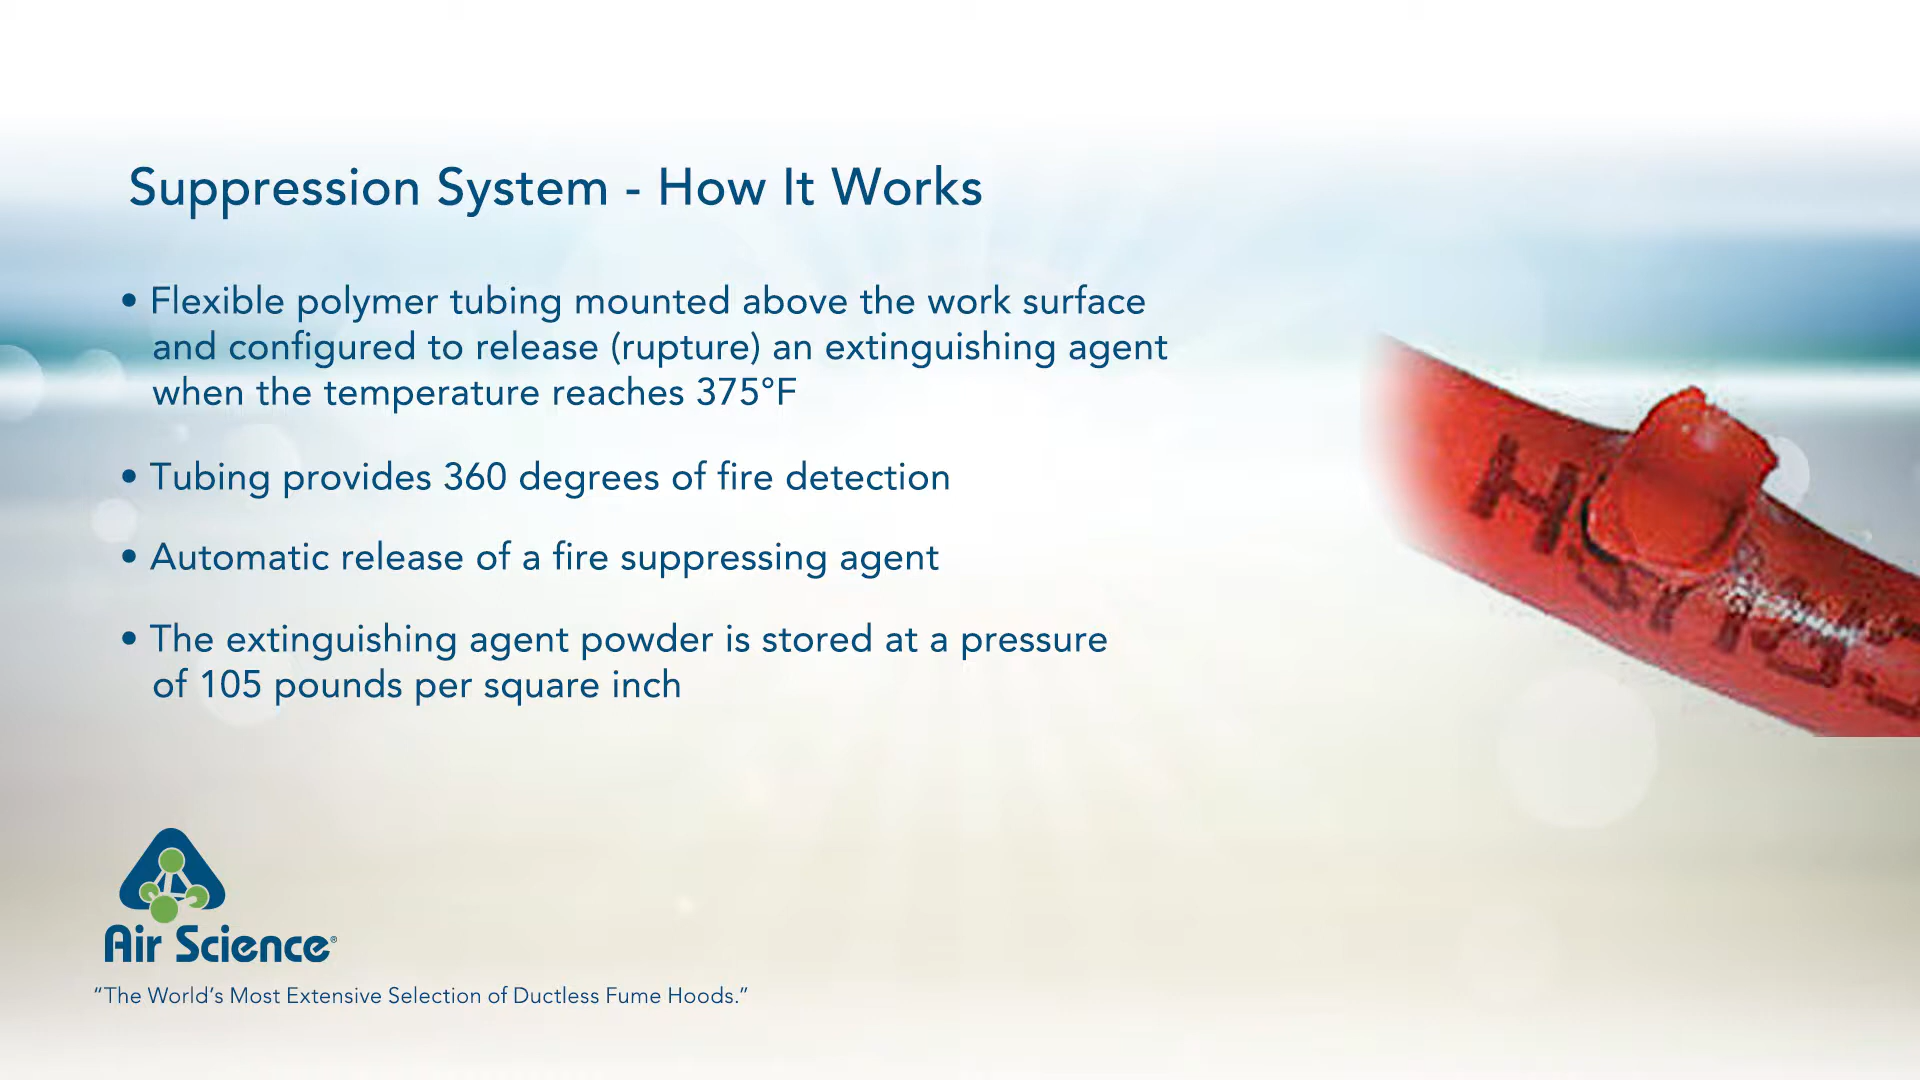 Suppression System - How It Works
• Flexible polymer tubing mounted above the work surface
and configured to release (rupture) an extinguishing agent
when the temperature reaches 375°F
• Tubing provides 360 degrees of fire detection
• Automatic release of a fire suppressing agent
• The extinguishing agent powder is stored at a pressure
of 105 pounds per square inch
Air Science®
“The World’s Most Extensive Selection of Ductless Fume Hoods.”